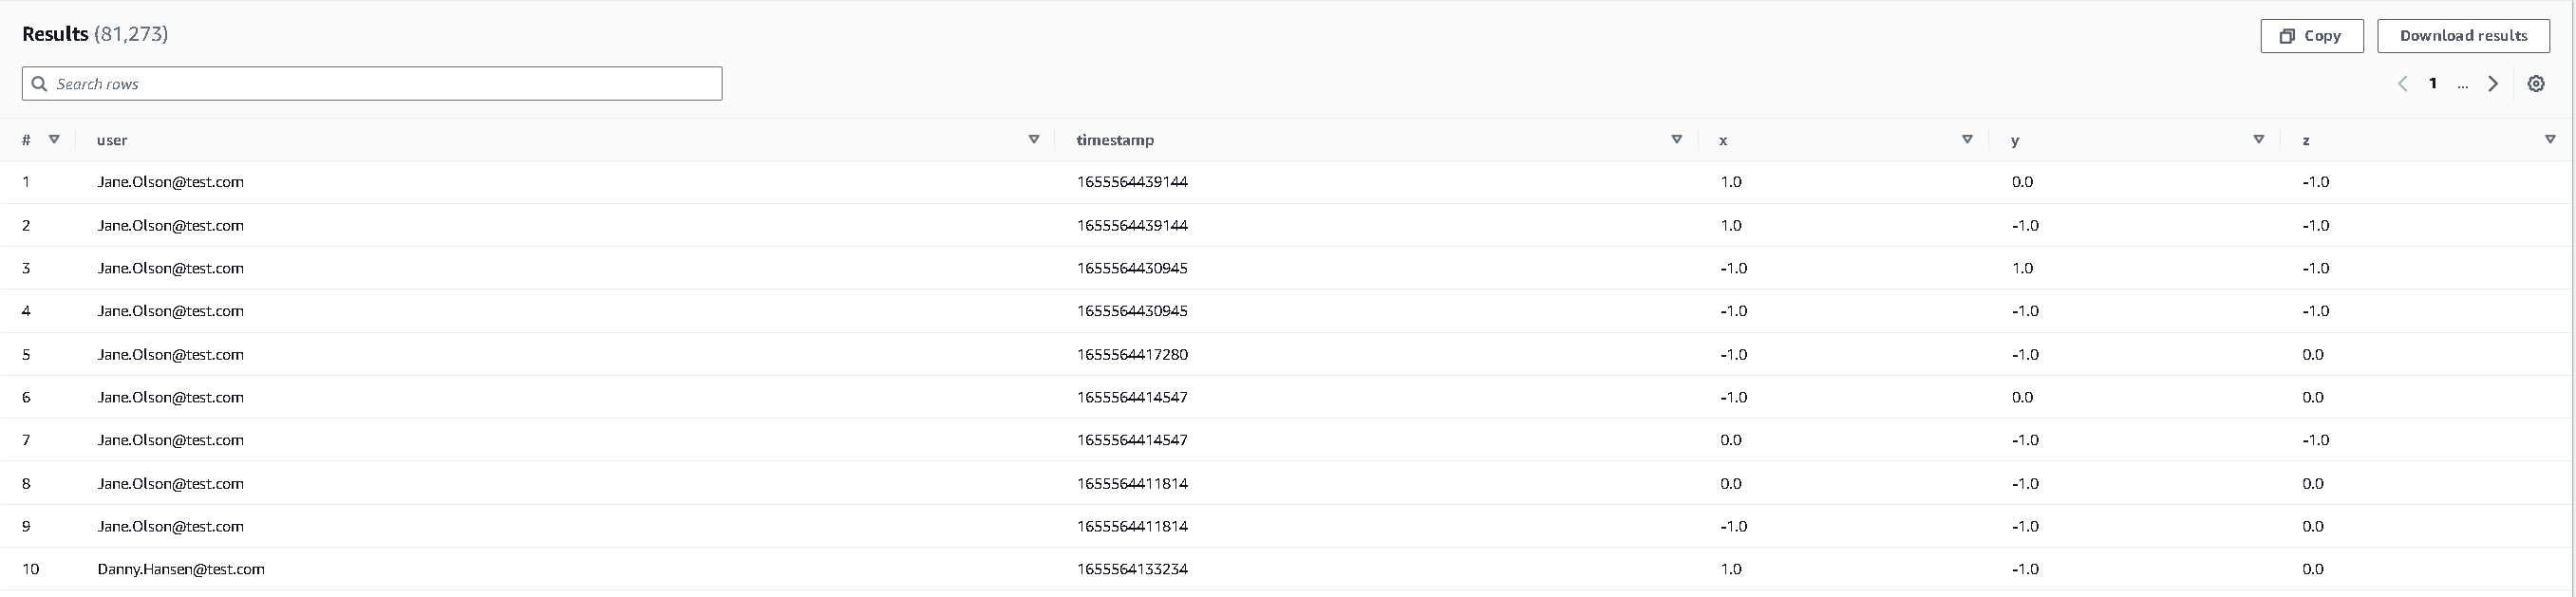 Results (81,273)
Copy
Download results
Search rows
1 ...
# user timestamp x y z
1 Jane.Olson@test.com 1655564439144 1.0 0.0 -1.0
2 Jane.Olson@test.com 1655564439144 1.0 -1.0 -1.0
3 Jane.Olson@test.com 1655564430945 -1.0 1.0 -1.0
4 Jane.Olson@test.com 1655564430945 -1.0 -1.0 -1.0
5 Jane.Olson@test.com 1655564417280 -1.0 -1.0 0.0
6 Jane.Olson@test.com 1655564414547 -1.0 0.0 0.0
7 Jane.Olson@test.com 1655564414547 0.0 -1.0 -1.0
8 Jane.Olson@test.com 1655564411814 0.0 -1.0 0.0
9 Jane.Olson@test.com 1655564411814 -1.0 -1.0 0.0
10 Danny.Hansen@test.com 1655564133234 1.0 -1.0 0.0